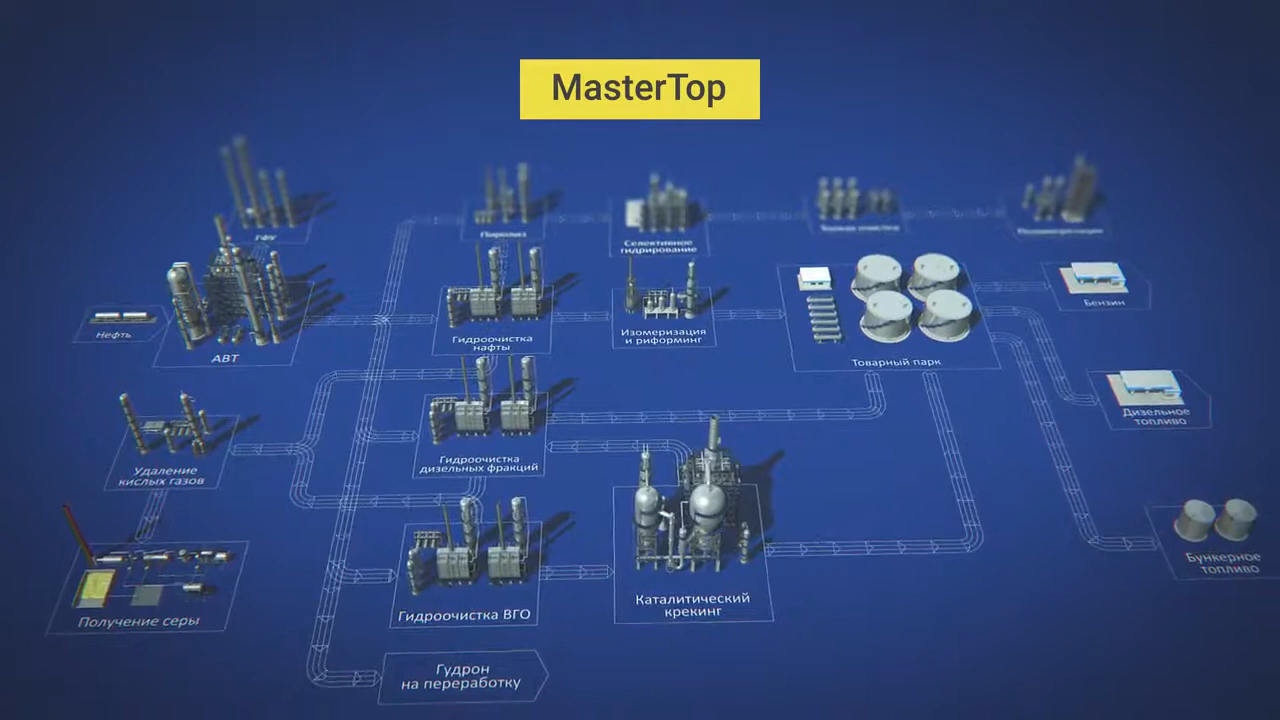 MasterTop
ГФУ
Пиролиз
Селективное
гидрирование
Нефть
АВТ
Гидроочистка
нафты
Изомеризация
и риформинг
Товарный парк
Бензин
Дизельное
топливо
Удаление
кислых газов
Гидроочистка
дизельных фракций
Получение серы
Гидроочистка ВГО
Каталитический
крекинг
Бункерное
топливо
Гудрон
на переработку